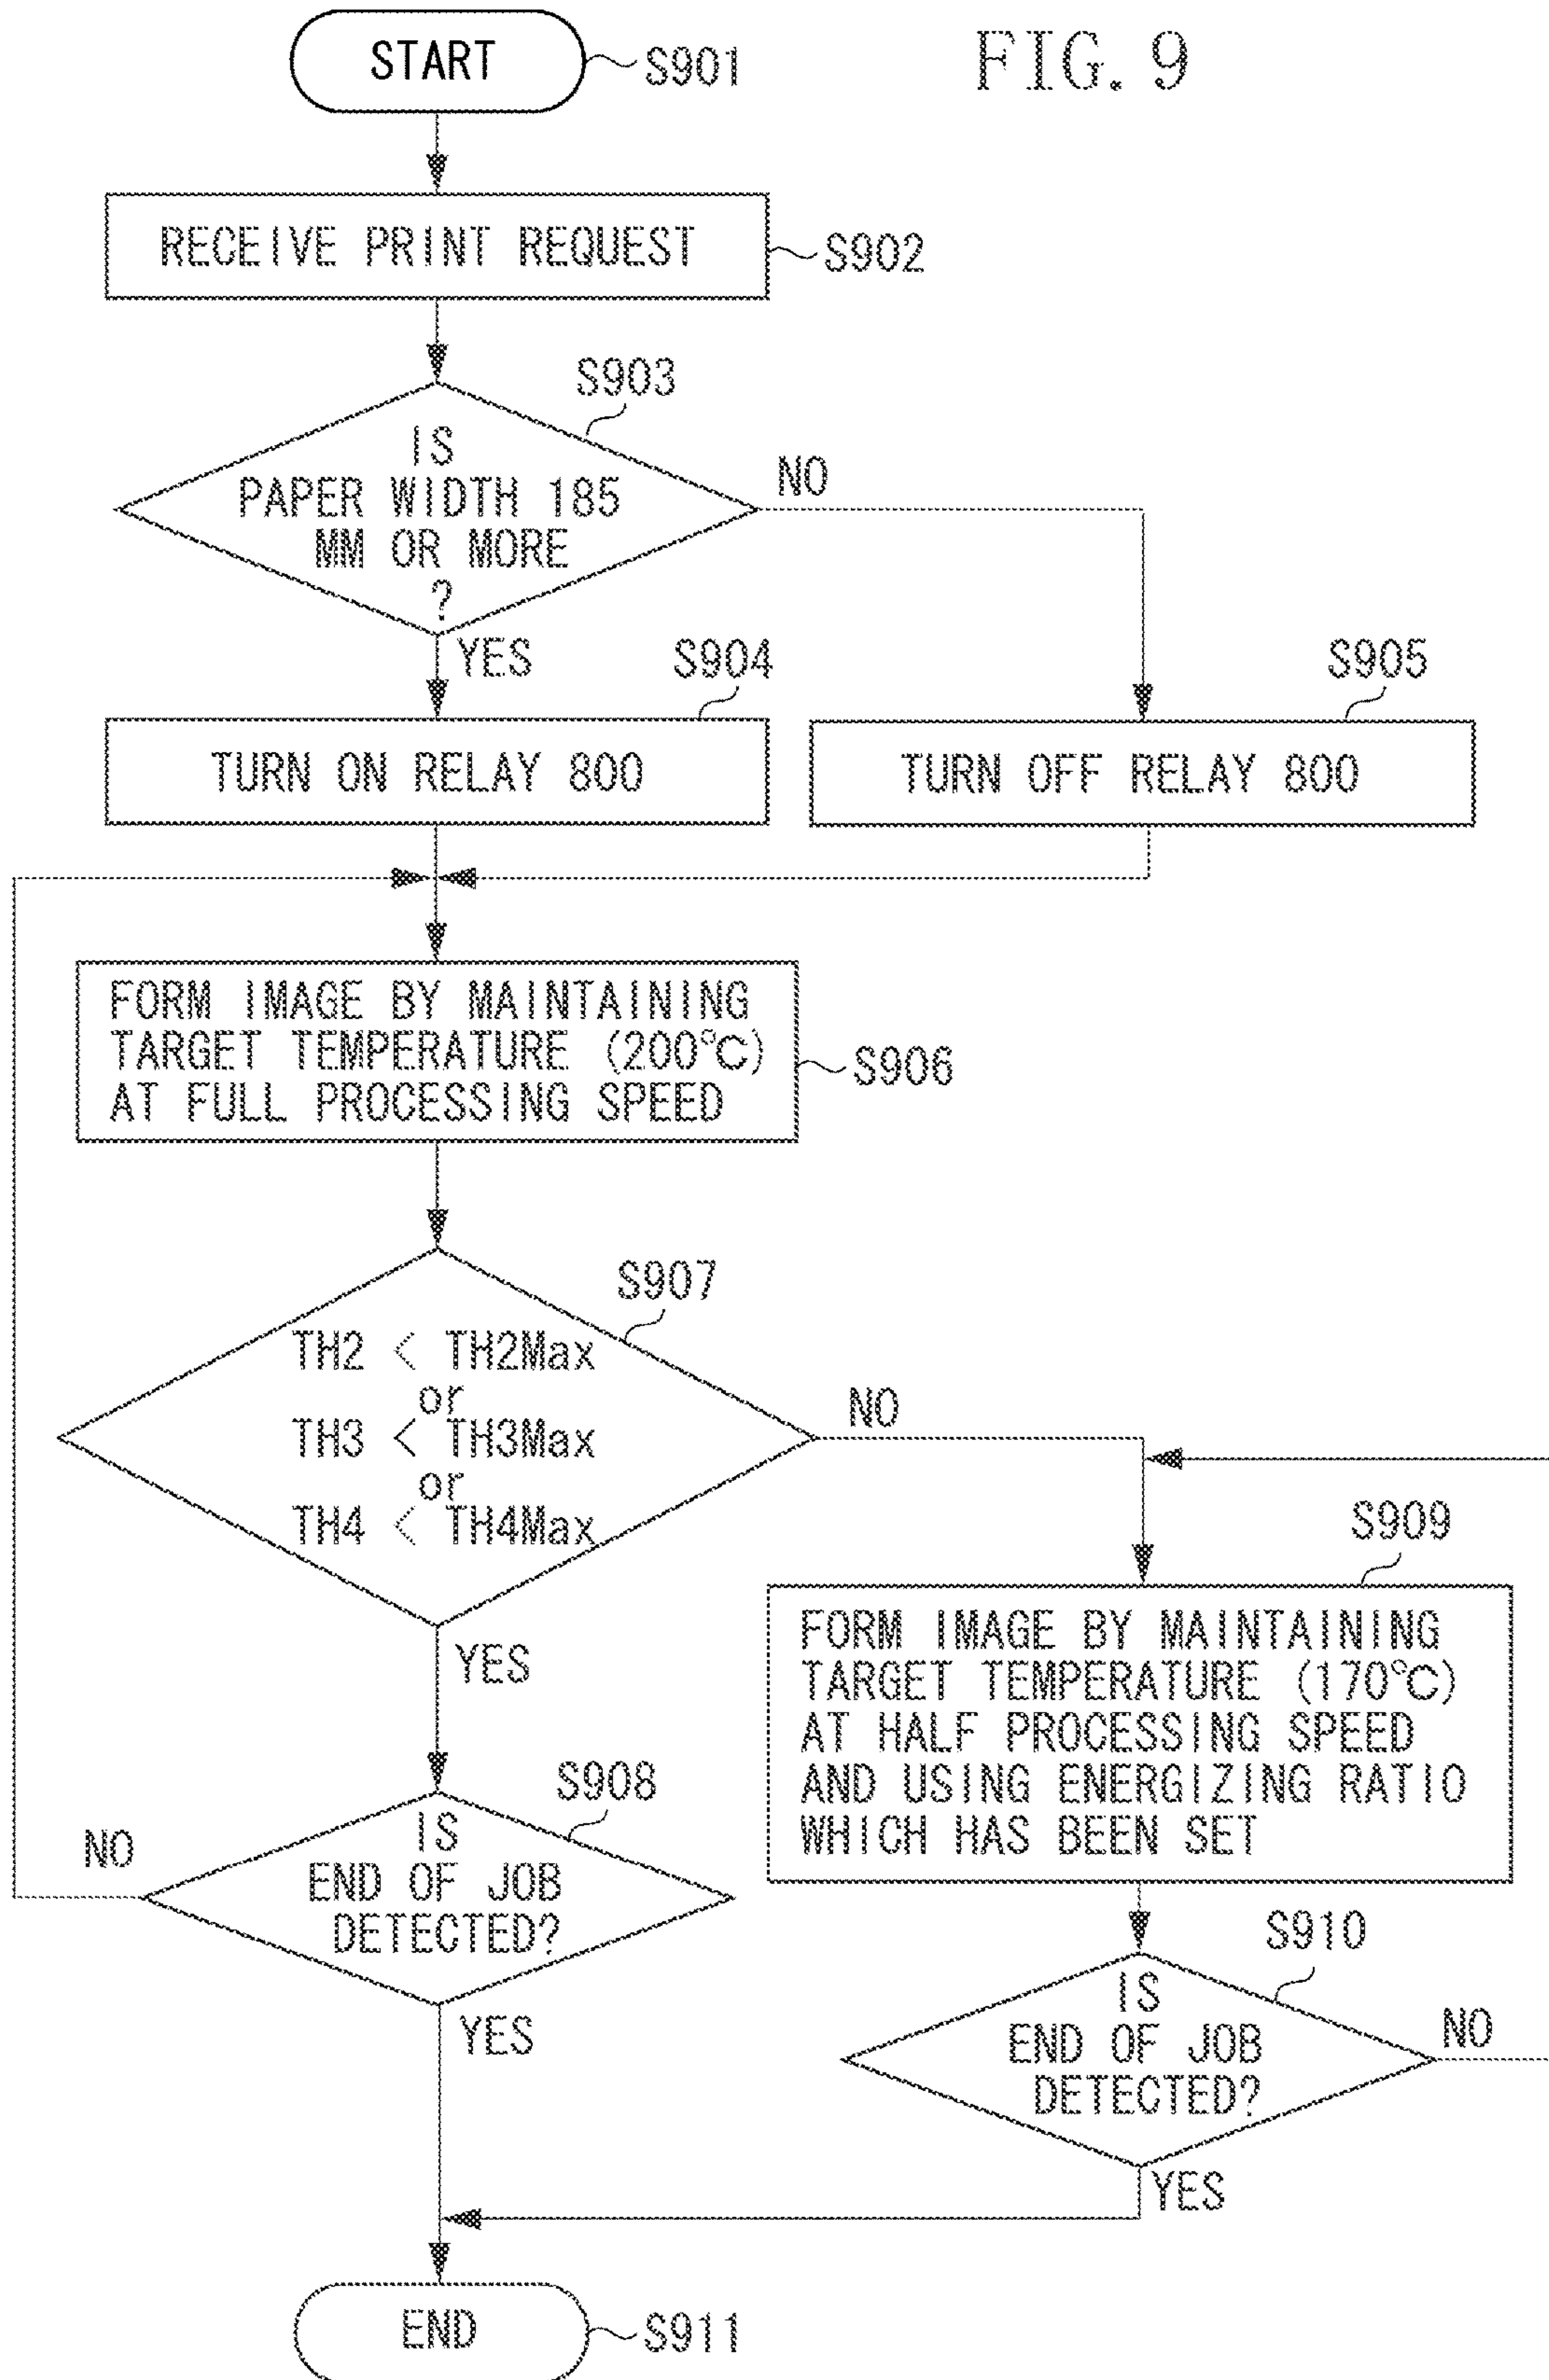 FIG. 9
START
S901
RECEIVE PRINT REQUEST
S902
S903
IS
PAPER WIDTH 185
MM OR MORE
?
NO
YES
S904
S905
TURN ON RELAY 800
TURN OFF RELAY 800
FORM IMAGE BY MAINTAINING
TARGET TEMPERATURE (200℃)
AT FULL PROCESSING SPEED
S906
S907
TH2 < TH2Max
or
TH3 < TH3Max
or
TH4 < TH4Max
NO
YES
S909
FORM IMAGE BY MAINTAINING
TARGET TEMPERATURE (170℃)
AT HALF PROCESSING SPEED
AND USING ENERGIZING RATIO
WHICH HAS BEEN SET
S908
IS
END OF JOB
DETECTED?
NO
YES
S910
IS
END OF JOB
DETECTED?
NO
YES
END
S911